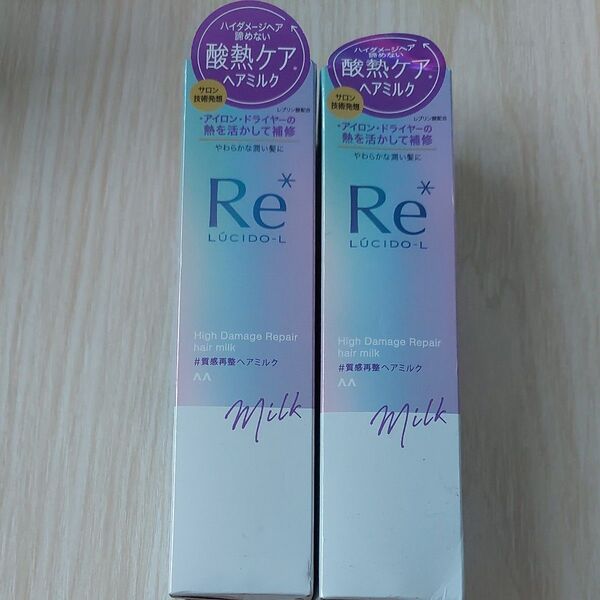 ハイダメージヘア
諦めない
酸熱ケア*
ヘアミルク
サロン
技術発想
レブリン酸配合
・アイロン・ドライヤーの
熱を活かして補修
やわらかな潤い髪に
Re*
LÚCIDO-L
High Damage Repair
hair milk
#質感再整ヘアミルク
^^
milk
ハイダメージヘア
諦めない
酸熱ケア*
ヘアミルク
サロン
技術発想
レブリン酸配合
・アイロン・ドライヤーの
熱を活かして補修
やわらかな潤い髪に
Re*
LÚCIDO-L
High Damage Repair
hair milk
#質感再整ヘアミルク
^^
milk